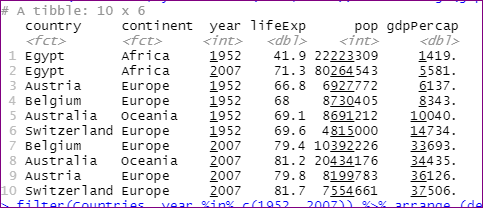 # A tibble: 10 x 6
country continent year lifeExp pop gdpPercap
<fct> <fct> <int> <dbl> <int> <dbl>
1 Egypt Africa 1952 41.9 22223309 1419.
2 Egypt Africa 2007 71.3 80264543 5581.
3 Austria Europe 1952 66.8 6927772 6137.
4 Belgium Europe 1952 68 8730405 8343.
5 Australia Oceania 1952 69.1 8691212 10040.
6 Switzerland Europe 1952 69.6 4815000 14734.
7 Belgium Europe 2007 79.4 10392226 33693.
8 Australia Oceania 2007 81.2 20434176 34435.
9 Austria Europe 2007 79.8 8199783 36126.
10 Switzerland Europe 2007 81.7 7554661 37506.
> filter(Countries, year %in% c(1952, 2007)) %>% arrange (de